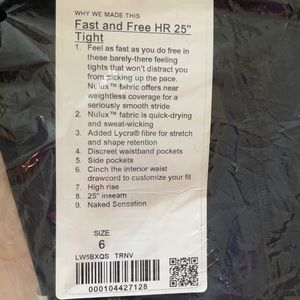 WHY WE MADE THIS
Fast and Free HR 25"
Tight
1. Feel as fast as you do free in
these barely-there feeling
tights that won't distract you
from picking up the pace.
Nulux™ fabric offers near
weightless coverage for a
seriously smooth stride
2. Nulux™ fabric is quick-drying
and sweat-wicking
3. Added Lycra® fibre for stretch
and shape retention
4. Discreet waistband pockets
5. Side pockets
6. Cinch the interior waist
drawcord to customize your fit
7. High rise
8. 25" inseam
9. Naked Sensation
SIZE
6
LW5BXQS TRNV
000104427128